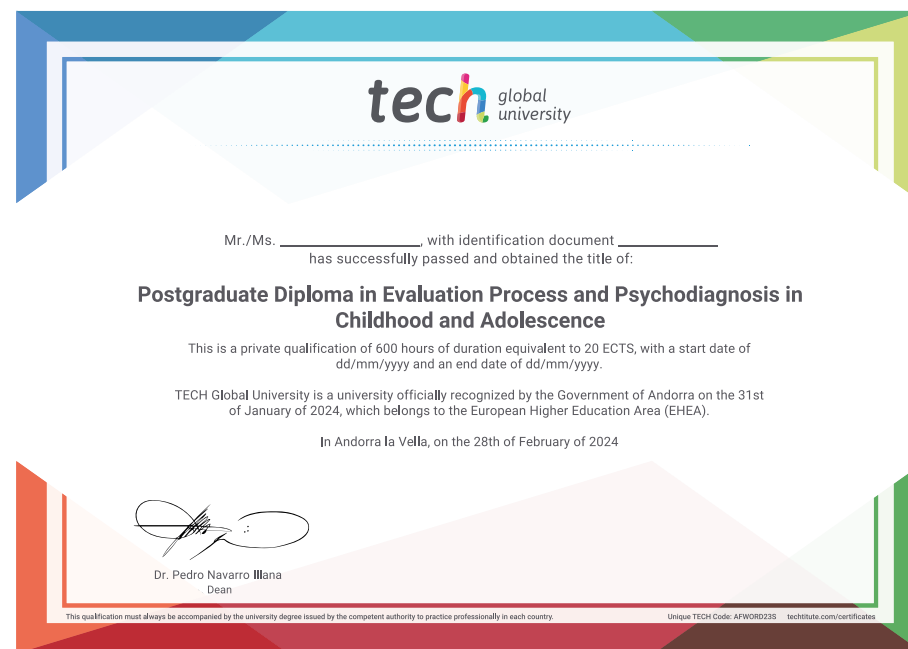 tech global
university
Mr./Ms. ____________, with identification document ____________
has successfully passed and obtained the title of:
Postgraduate Diploma in Evaluation Process and Psychodiagnosis in
Childhood and Adolescence
This is a private qualification of 600 hours of duration equivalent to 20 ECTS, with a start date of
dd/mm/yyyy and an end date of dd/mm/yyyy.
TECH Global University is a university officially recognized by the Government of Andorra on the 31st
of January of 2024, which belongs to the European Higher Education Area (EHEA).
In Andorra la Vella, on the 28th of February of 2024
Dr. Pedro Navarro Illana
Dean
This qualification must always be accompanied by the university degree issued by the competent authority to practice professionally in each country.
Unique TECH Code: AFWORD23S techtitute.com/certificates